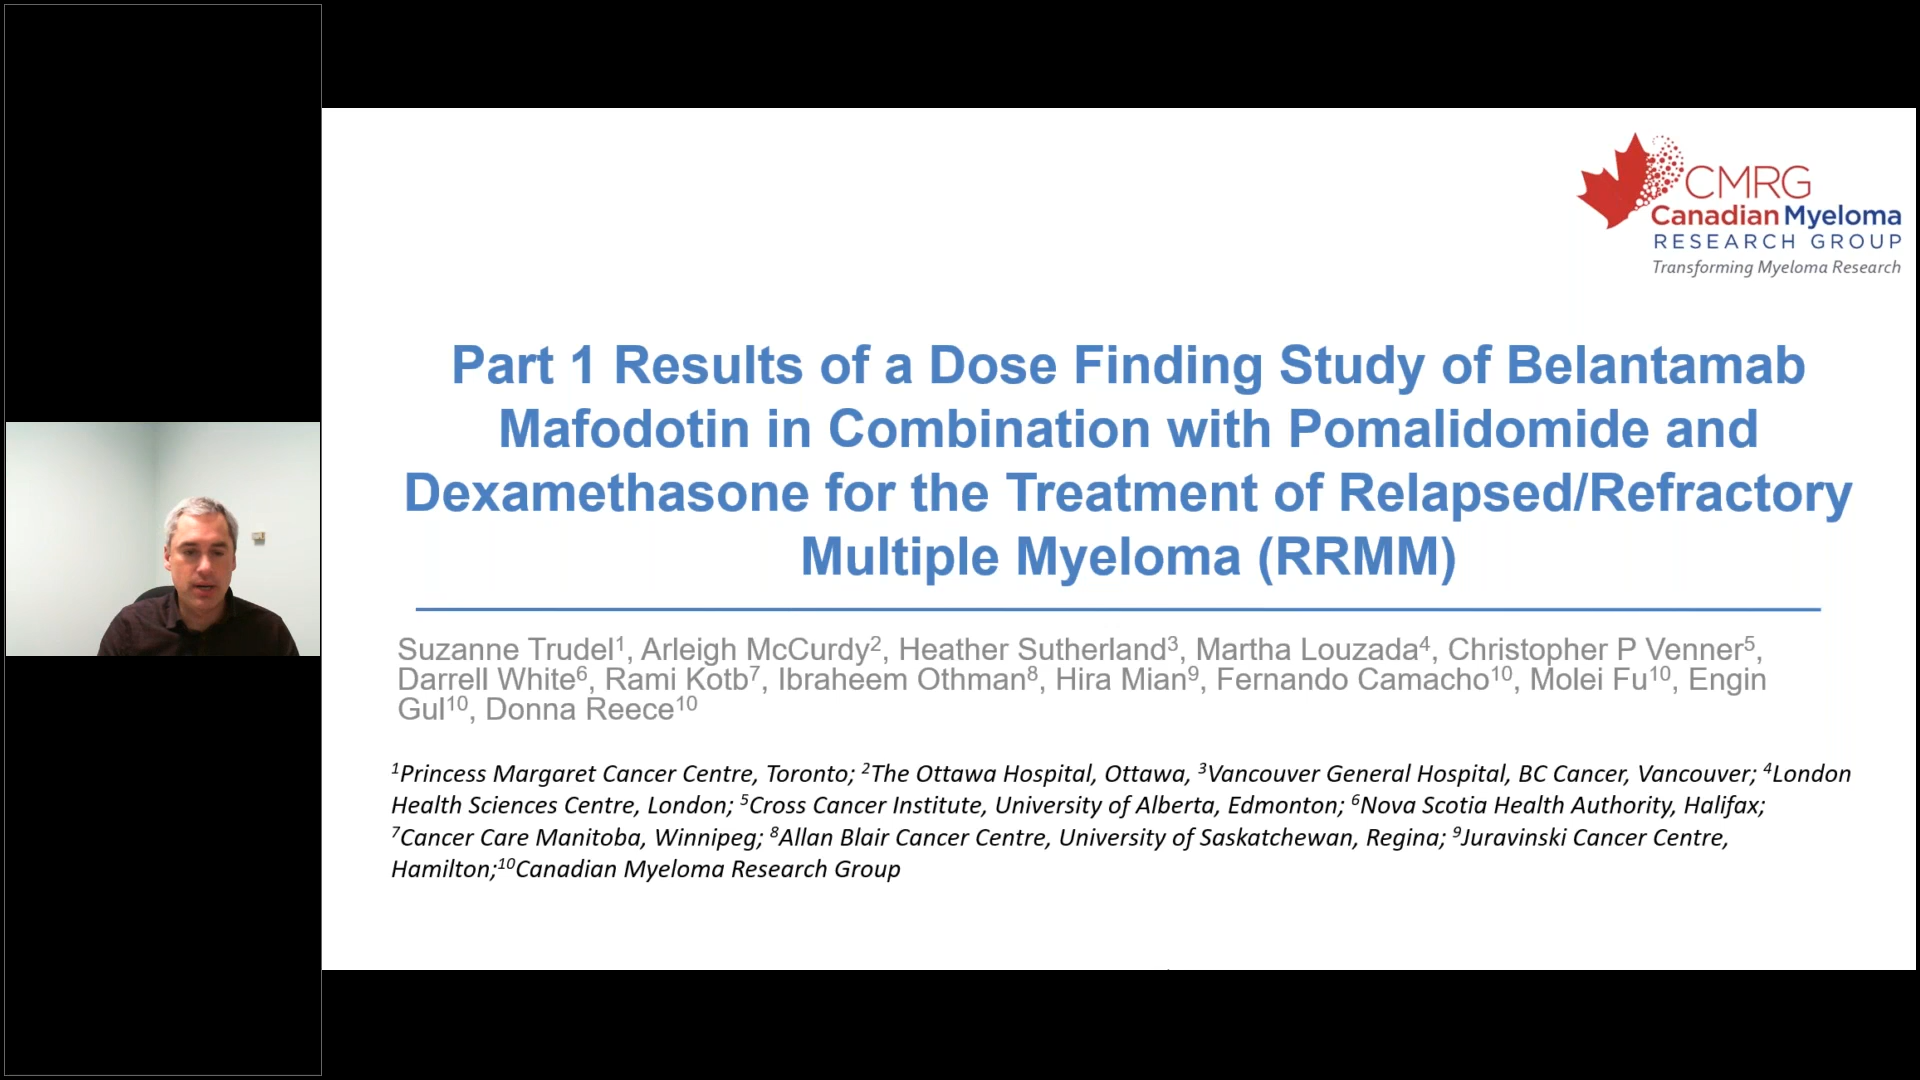 CMRG
Canadian Myeloma
RESEARCH GROUP
Transforming Myeloma Research
Part 1 Results of a Dose Finding Study of Belantamab
Mafodotin in Combination with Pomalidomide and
Dexamethasone for the Treatment of Relapsed/Refractory
Multiple Myeloma (RRMM)
Suzanne Trudel¹, Arleigh McCurdy², Heather Sutherland³, Martha Louzada⁴, Christopher P Venner⁵,
Darrell White⁶, Rami Kotb⁷, Ibraheem Othman⁸, Hira Mian⁹, Fernando Camacho¹⁰, Molei Fu¹⁰, Engin
Gul¹⁰, Donna Reece¹⁰
¹Princess Margaret Cancer Centre, Toronto; ²The Ottawa Hospital, Ottawa, ³Vancouver General Hospital, BC Cancer, Vancouver; ⁴London
Health Sciences Centre, London; ⁵Cross Cancer Institute, University of Alberta, Edmonton; ⁶Nova Scotia Health Authority, Halifax;
⁷Cancer Care Manitoba, Winnipeg; ⁸Allan Blair Cancer Centre, University of Saskatchewan, Regina; ⁹Juravinski Cancer Centre,
Hamilton;¹⁰Canadian Myeloma Research Group